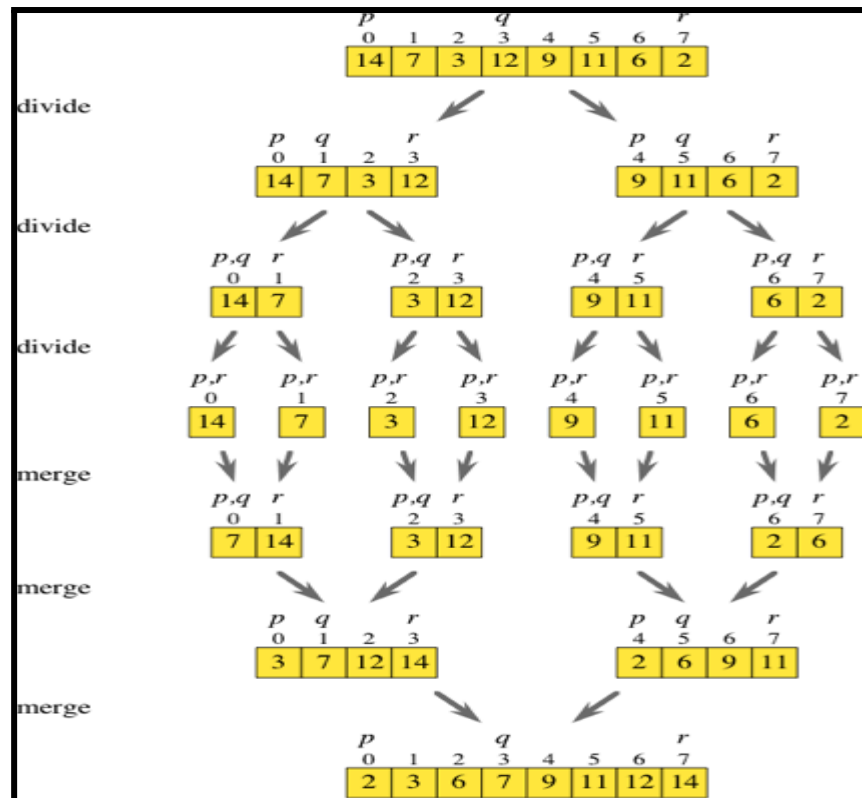 p q r
0 1 2 3 4 5 6 7
14 7 3 12 9 11 6 2
divide
p q r p q r
0 1 2 3 4 5 6 7
14 7 3 12 9 11 6 2
divide
p,q r p,q r p,q r p,q r
0 1 2 3 4 5 6 7
14 7 3 12 9 11 6 2
divide
p,r p,r p,r p,r p,r p,r p,r p,r
0 1 2 3 4 5 6 7
14 7 3 12 9 11 6 2
merge
p,q r p,q r p,q r p,q r
0 1 2 3 4 5 6 7
7 14 3 12 9 11 2 6
merge
p q r p q r
0 1 2 3 4 5 6 7
3 7 12 14 2 6 9 11
merge
p q r
0 1 2 3 4 5 6 7
2 3 6 7 9 11 12 14